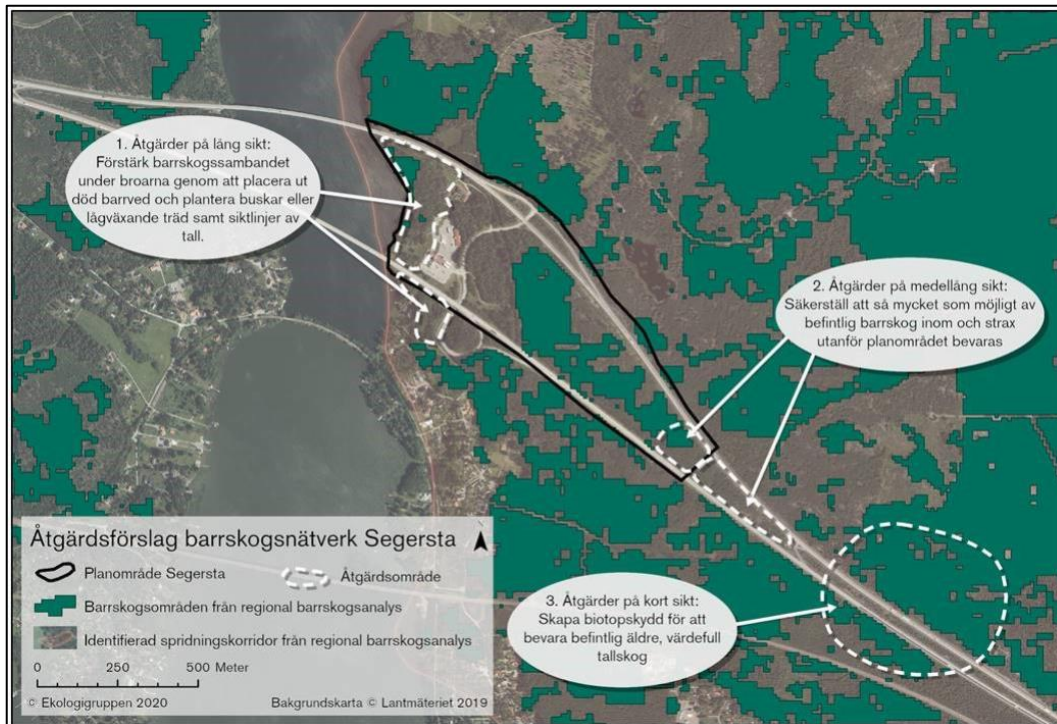 1. Åtgärder på lång sikt:
Förstärk barrskogssambandet
under broarna genom att placera ut
död barrved och plantera buskar eller
lågväxande träd samt siktlinjer av
tall.
2. Åtgärder på medellång sikt:
Säkerställ att så mycket som möjligt av
befintlig barrskog inom och strax
utanför planområdet bevaras
3. Åtgärder på kort sikt:
Skapa biotopskydd för att
bevara befintlig äldre, värdefull
tallskog
Åtgärdsförslag barrskogsnätverk Segersta
Planområde Segersta
Åtgärdsområde
Barrskogsområden från regional barrskogsanalys
Identifierad spridningskorridor från regional barrskogsanalys
0 250 500 Meter
© Ekologigruppen 2020
Bakgrundskarta © Lantmäteriet 2019